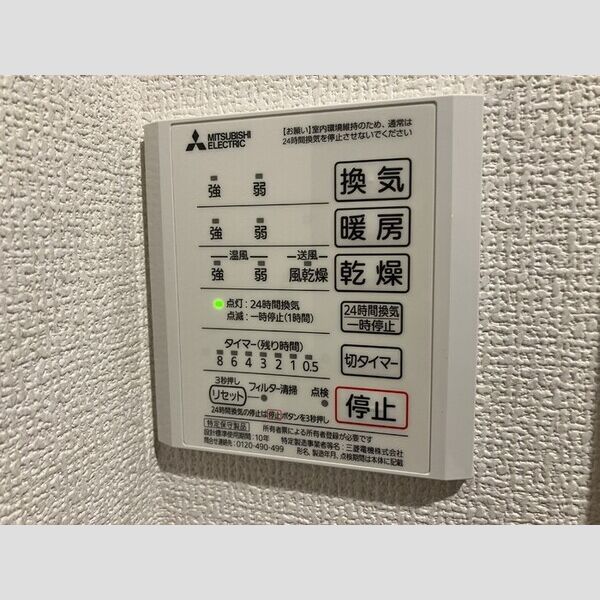 MITSUBISHI
ELECTRIC
【お願い】室内環境維持のため、通常は
24時間換気を停止させないでください
強 弱 換気
強 弱 暖房
温風 送風
強 弱 風乾燥 乾燥
点灯:24時間換気
点滅:一時停止(1時間)
24時間換気
一時停止
タイマー(残り時間)
8 6 4 3 2 1 0.5
切タイマー
3秒押し
リセット フィルター清掃 点検
停止
24時間換気の停止は停止ボタンを3秒押し
特定保守製品 所有者票による所有者登録が必要です
設計標準使用期間:10年 特定製造事業者等名:三菱電機株式会社
問合せ連絡先:0120-490-499 形名、製造年月、点検期間は本体に記載